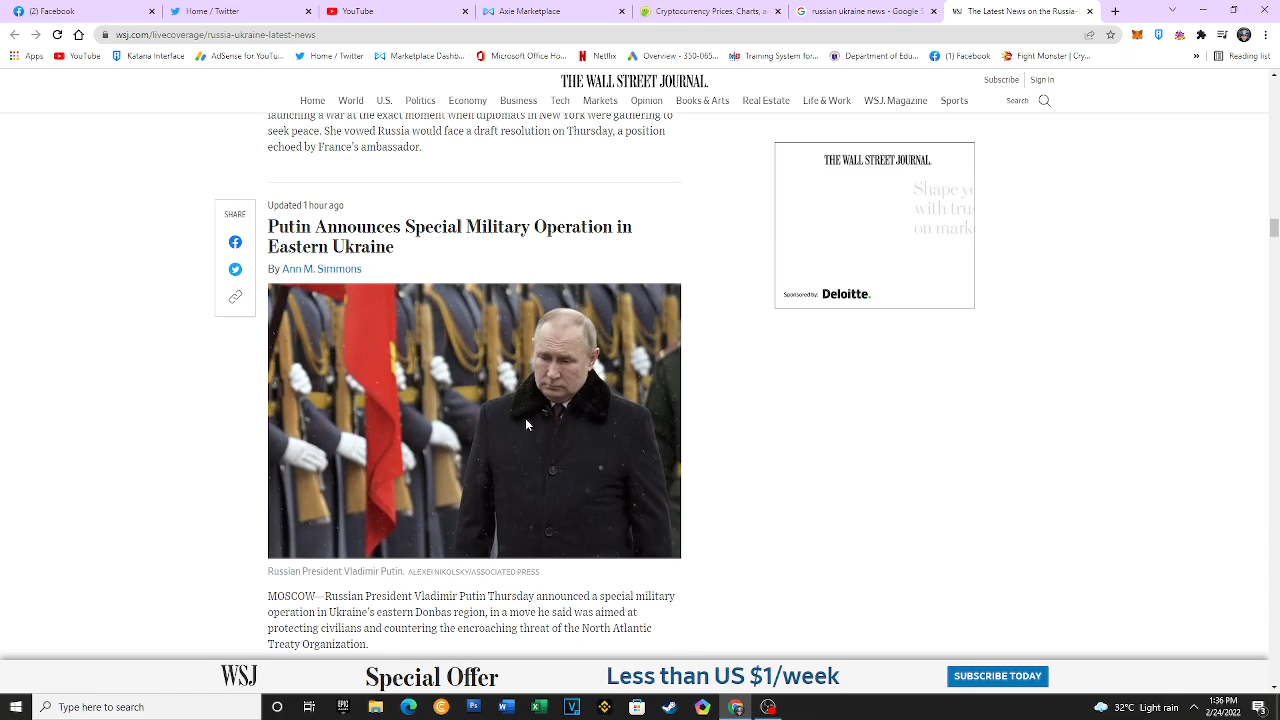 (2) Facebook
Home / Twitter
YouTube
Axie Marketplace
Cryptocurrency Prices, Charts
russian ukraine news - Google S
The Latest News on the Russia-U
wsj.com/livecoverage/russia-ukraine-latest-news
Apps
YouTube
Katana Interface
AdSense for YouTu...
Home / Twitter
Marketplace Dashb...
Microsoft Office Ho...
Netflix
Overview - 350-065...
Training System for...
Department of Edu...
(1) Facebook
Fight Monster | Cry...
»
Reading list
THE WALL STREET JOURNAL.
Subscribe
Sign In
Home World U.S. Politics Economy Business Tech Markets Opinion Books & Arts Real Estate Life & Work WSJ. Magazine Sports
Search
launching a war at the exact moment when diplomats in New York were gathering to
seek peace. She vowed Russia would face a draft resolution on Thursday, a position
echoed by France's ambassador.
THE WALL STREET JOURNAL.
Shape yo
with trus
on mark
Sponsored by: Deloitte.
SHARE
Updated 1 hour ago
Putin Announces Special Military Operation in
Eastern Ukraine
By Ann M. Simmons
Russian President Vladimir Putin. ALEXEI NIKOLSKY/ASSOCIATED PRESS
MOSCOW—Russian President Vladimir Putin Thursday announced a special military
operation in Ukraine's eastern Donbas region, in a move he said was aimed at
protecting civilians and countering the encroaching threat of the North Atlantic
Treaty Organization.
WSJ
Special Offer
Less than US $1/week
SUBSCRIBE TODAY
Type here to search
33°C Light rain
1:36 PM
2/24/2022